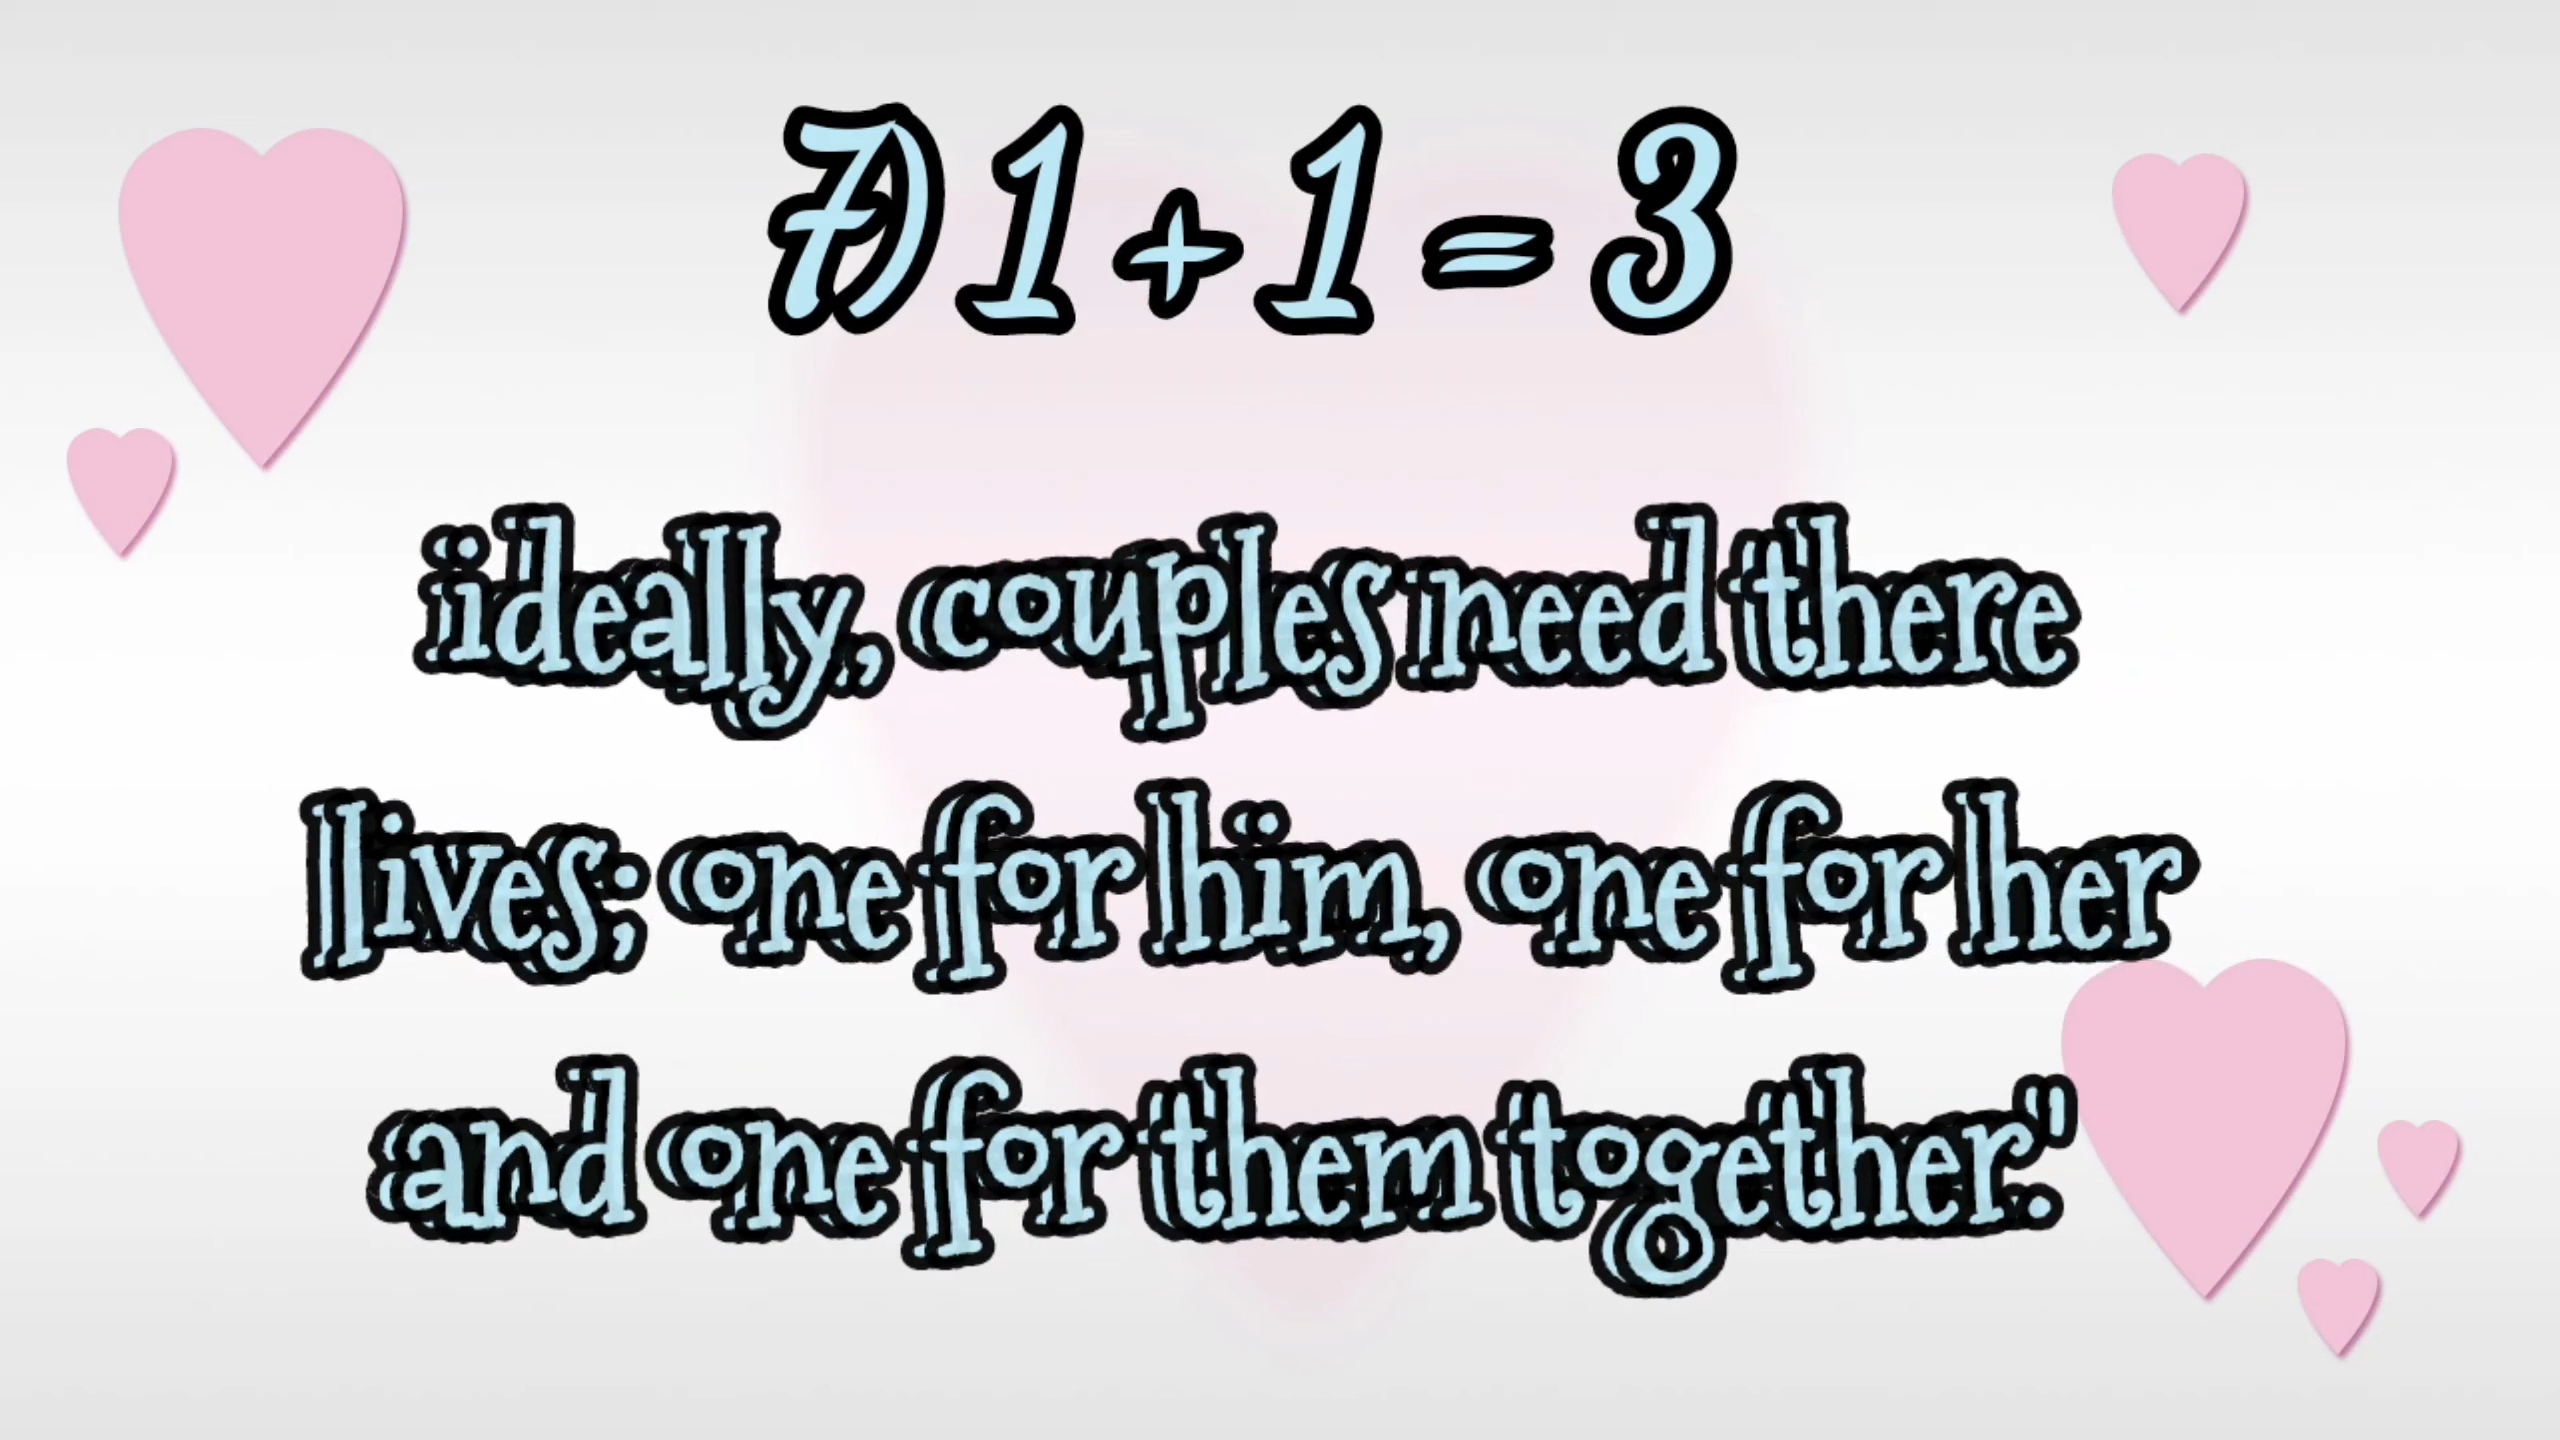 7) 1 + 1 = 3
ideally, couples need there
lives; one for him, one for her
and one for them together."